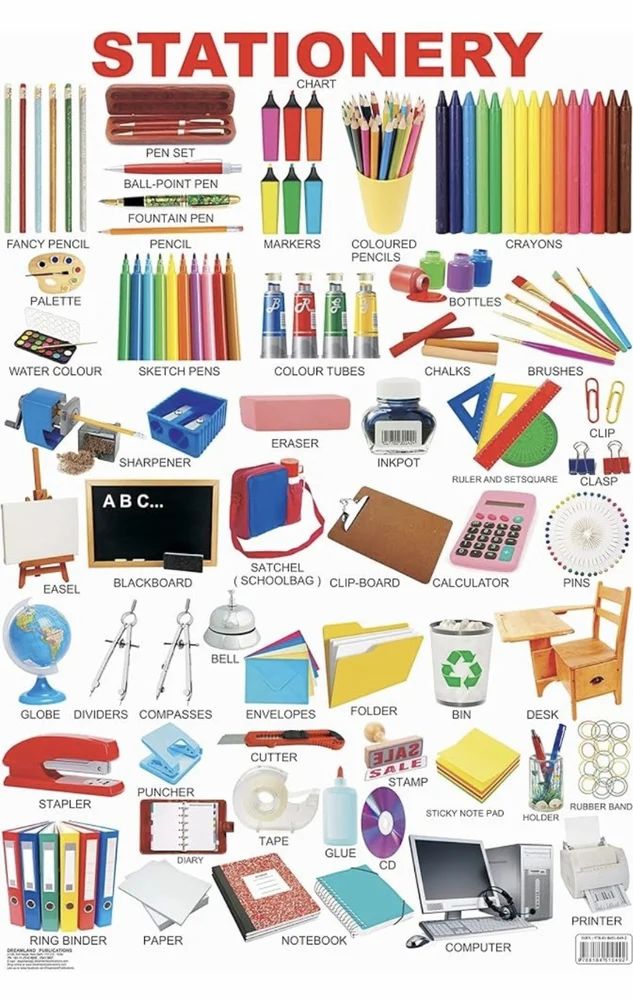 STATIONERY
CHART
PEN SET
BALL-POINT PEN
FOUNTAIN PEN
FANCY PENCIL
PENCIL
MARKERS
COLOURED
PENCILS
CRAYONS
PALETTE
BOTTLES
WATER COLOUR
SKETCH PENS
B
R
G
COLOUR TUBES
CHALKS
BRUSHES
SHARPENER
ERASER
INKPOT
RULER AND SETSQUARE
CLIP
CLASP
A B C...
EASEL
BLACKBOARD
SATCHEL
( SCHOOLBAG )
CLIP-BOARD
CALCULATOR
PINS
BELL
GLOBE
DIVIDERS
COMPASSES
ENVELOPES
FOLDER
BIN
DESK
STAPLER
PUNCHER
CUTTER
SALE
STAMP
STICKY NOTE PAD
HOLDER
RUBBER BAND
DIARY
TAPE
GLUE
CD
RING BINDER
PAPER
NOTEBOOK
COMPUTER
PRINTER
DREAMLAND PUBLICATIONS